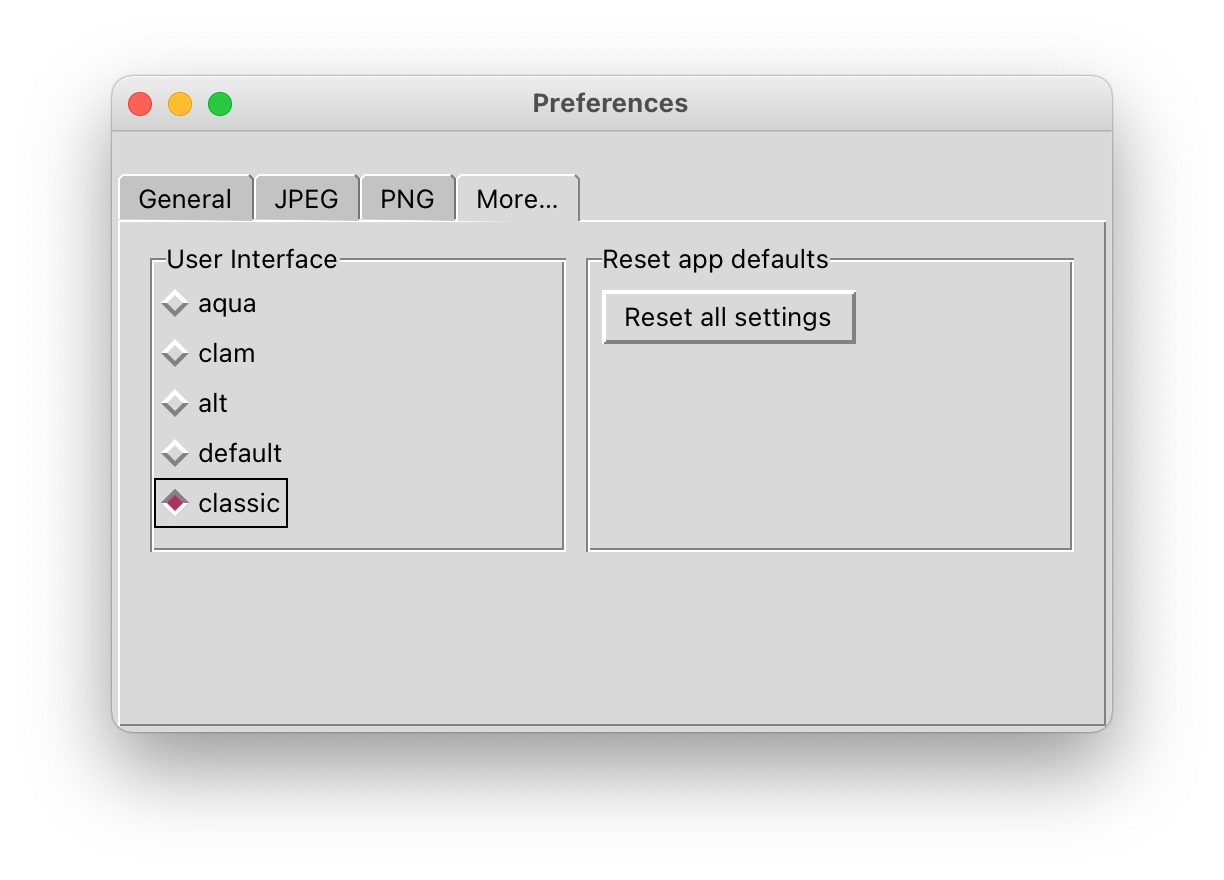 Preferences
General JPEG PNG More...
User Interface
aqua
clam
alt
default
classic
Reset app defaults
Reset all settings